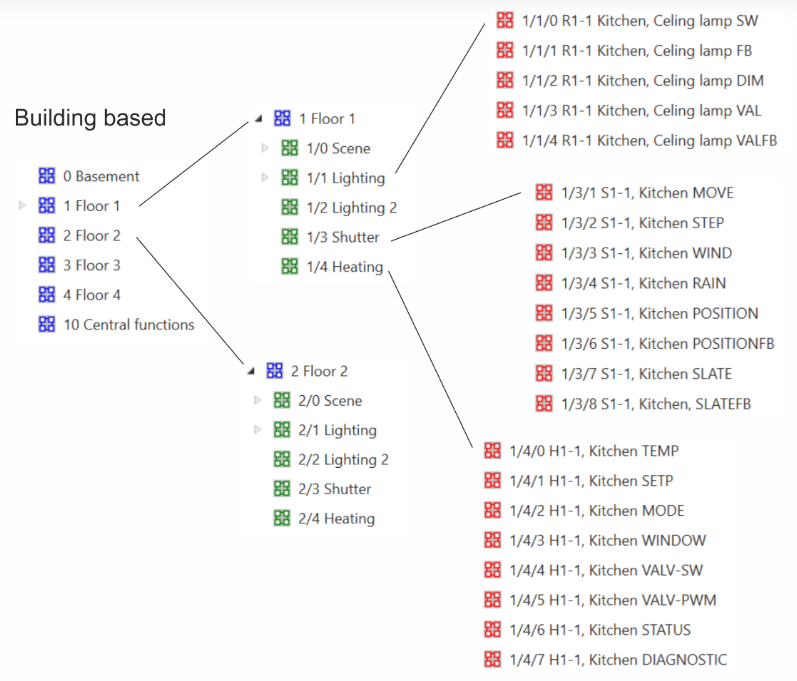 Building based
0 Basement
1 Floor 1
2 Floor 2
3 Floor 3
4 Floor 4
10 Central functions
1 Floor 1
1/0 Scene
1/1 Lighting
1/2 Lighting 2
1/3 Shutter
1/4 Heating
2 Floor 2
2/0 Scene
2/1 Lighting
2/2 Lighting 2
2/3 Shutter
2/4 Heating
1/1/0 R1-1 Kitchen, Celing lamp SW
1/1/1 R1-1 Kitchen, Celing lamp FB
1/1/2 R1-1 Kitchen, Celing lamp DIM
1/1/3 R1-1 Kitchen, Celing lamp VAL
1/1/4 R1-1 Kitchen, Celing lamp VALFB
1/3/1 S1-1, Kitchen MOVE
1/3/2 S1-1, Kitchen STEP
1/3/3 S1-1, Kitchen WIND
1/3/4 S1-1, Kitchen RAIN
1/3/5 S1-1, Kitchen POSITION
1/3/6 S1-1, Kitchen POSITIONFB
1/3/7 S1-1, Kitchen SLATE
1/3/8 S1-1, Kitchen, SLATEFB
1/4/0 H1-1, Kitchen TEMP
1/4/1 H1-1, Kitchen SETP
1/4/2 H1-1, Kitchen MODE
1/4/3 H1-1, Kitchen WINDOW
1/4/4 H1-1, Kitchen VALV-SW
1/4/5 H1-1, Kitchen VALV-PWM
1/4/6 H1-1, Kitchen STATUS
1/4/7 H1-1, Kitchen DIAGNOSTIC